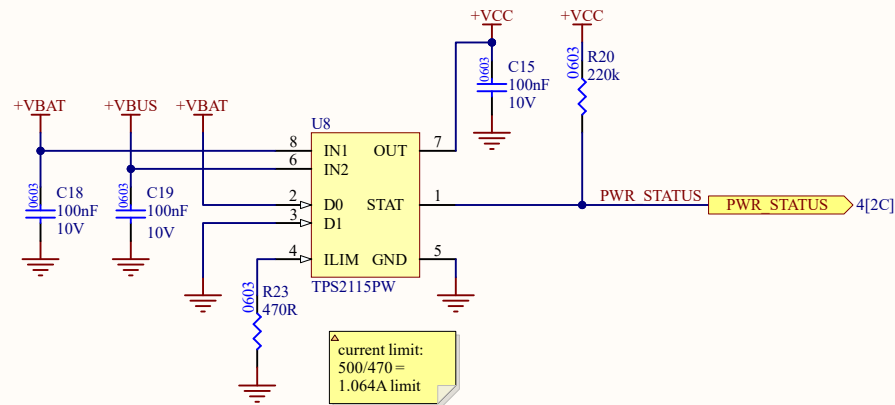 +VCC
+VCC
0603
C15
100nF
10V
0603
R20
220k
+VBAT
+VBUS
+VBAT
U8
8
IN1
OUT
7
6
IN2
2
D0
STAT
1
PWR_STATUS
PWR_STATUS
4[2C]
3
D1
4
ILIM
GND
5
TPS2115PW
0603
C18
100nF
10V
0603
C19
100nF
10V
0603
R23
470R
current limit:
500/470 =
1.064A limit